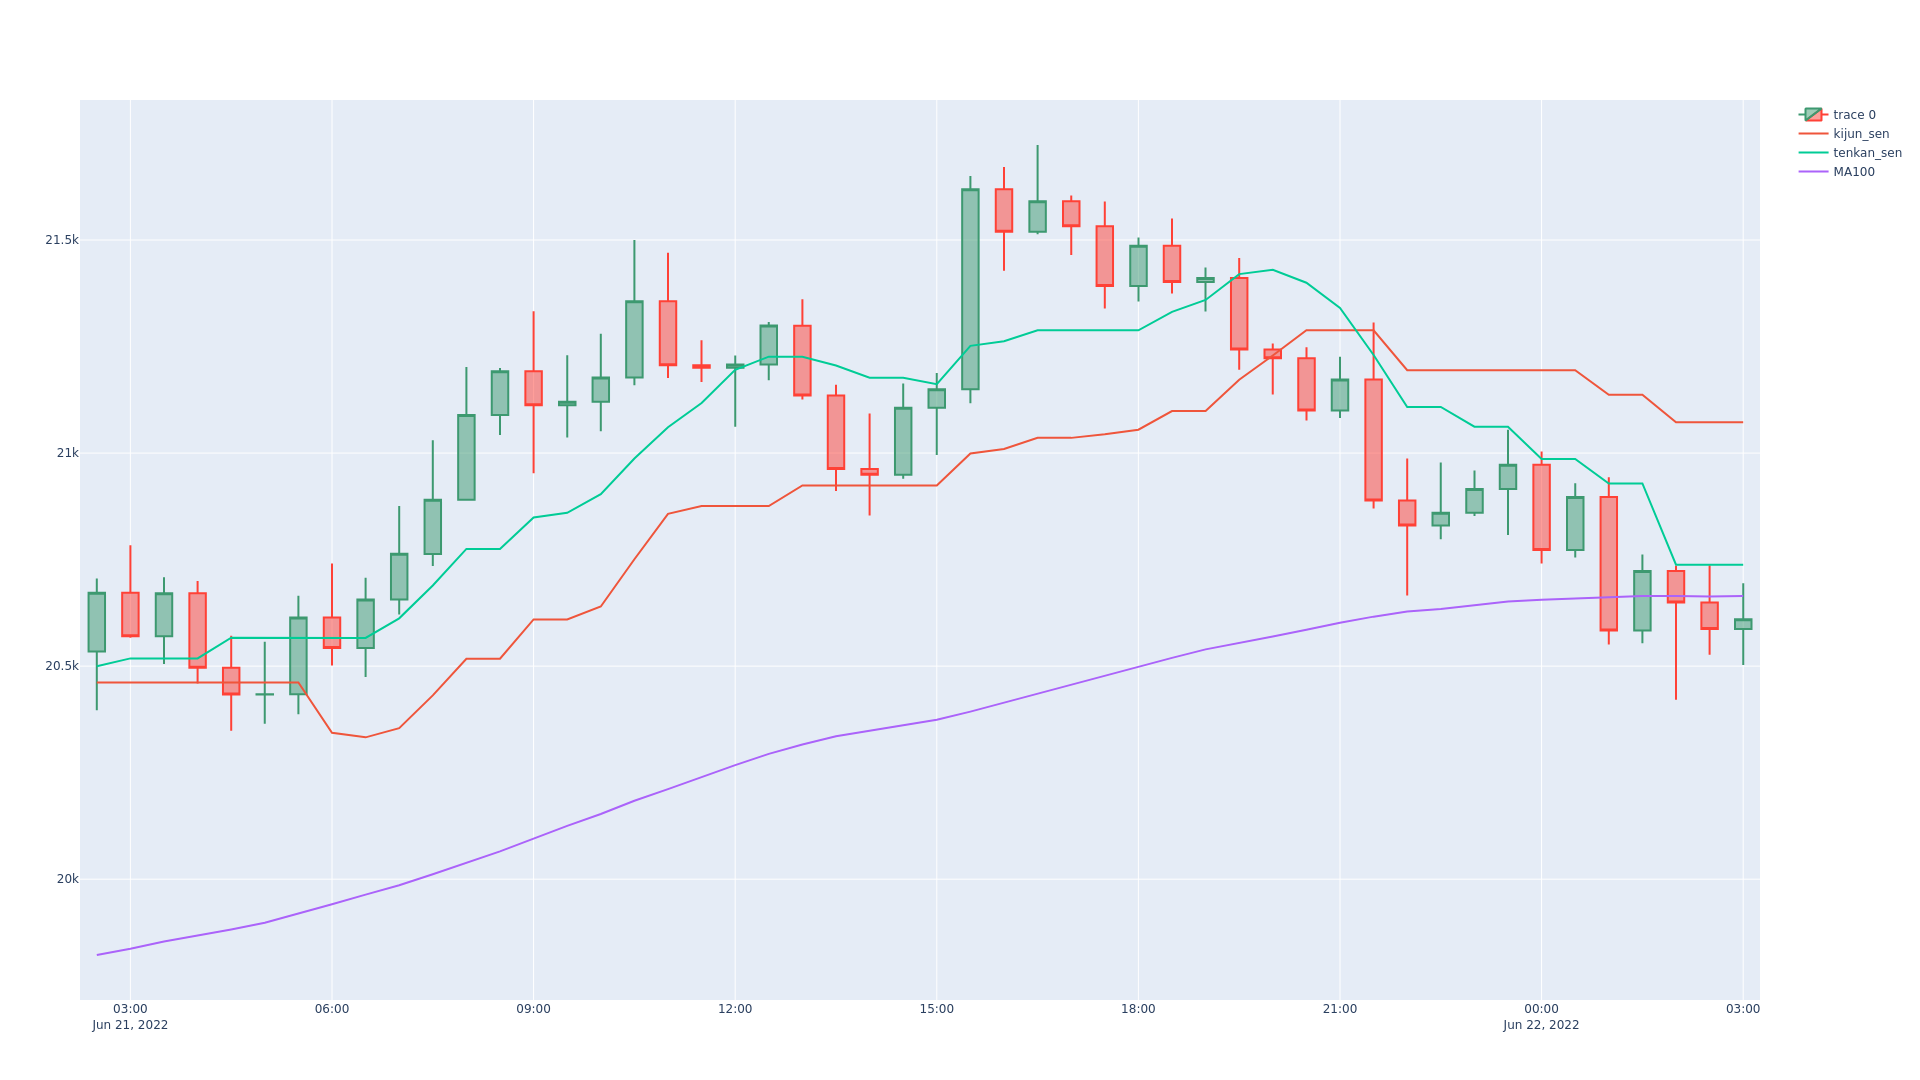 trace 0
kijun_sen
tenkan_sen
MA100
21.5k
21k
20.5k
20k
03:00 06:00 09:00 12:00 15:00 18:00 21:00 00:00 03:00
Jun 21, 2022 Jun 22, 2022